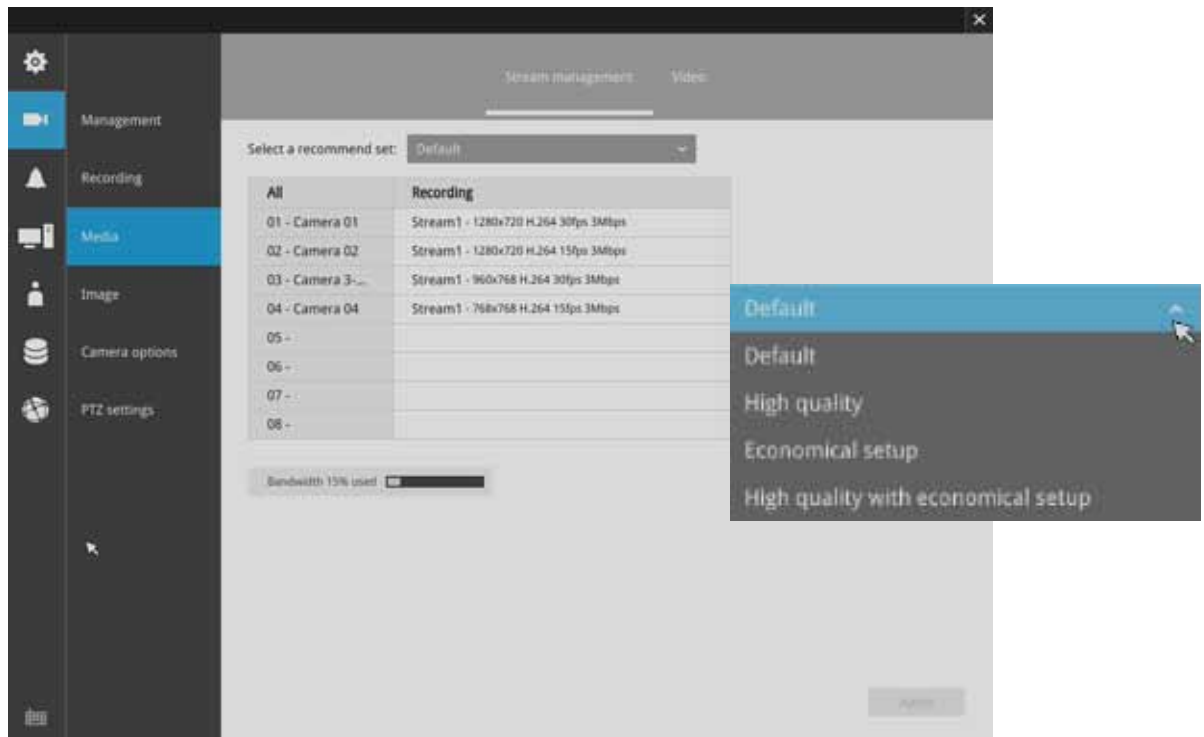 Stream management Video
Management
Recording
Media
Image
Camera options
PTZ settings
Select a recommend set: Default
All Recording
01 - Camera 01 Stream1 - 1280x720 H.264 30fps 3Mbps
02 - Camera 02 Stream1 - 1280x720 H.264 15fps 3Mbps
03 - Camera 3-... Stream1 - 960x768 H.264 30fps 3Mbps
04 - Camera 04 Stream1 - 768x768 H.264 15fps 3Mbps
05 -
06 -
07 -
08 -
Bandwidth 15% used
Default
Default
High quality
Economical setup
High quality with economical setup